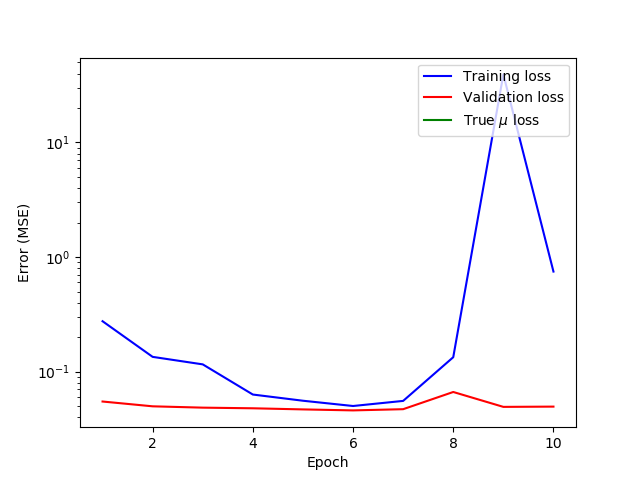 Training loss
Validation loss
True μ loss
10¹
10⁰
10⁻¹
Error (MSE)
2 4 6 8 10
Epoch